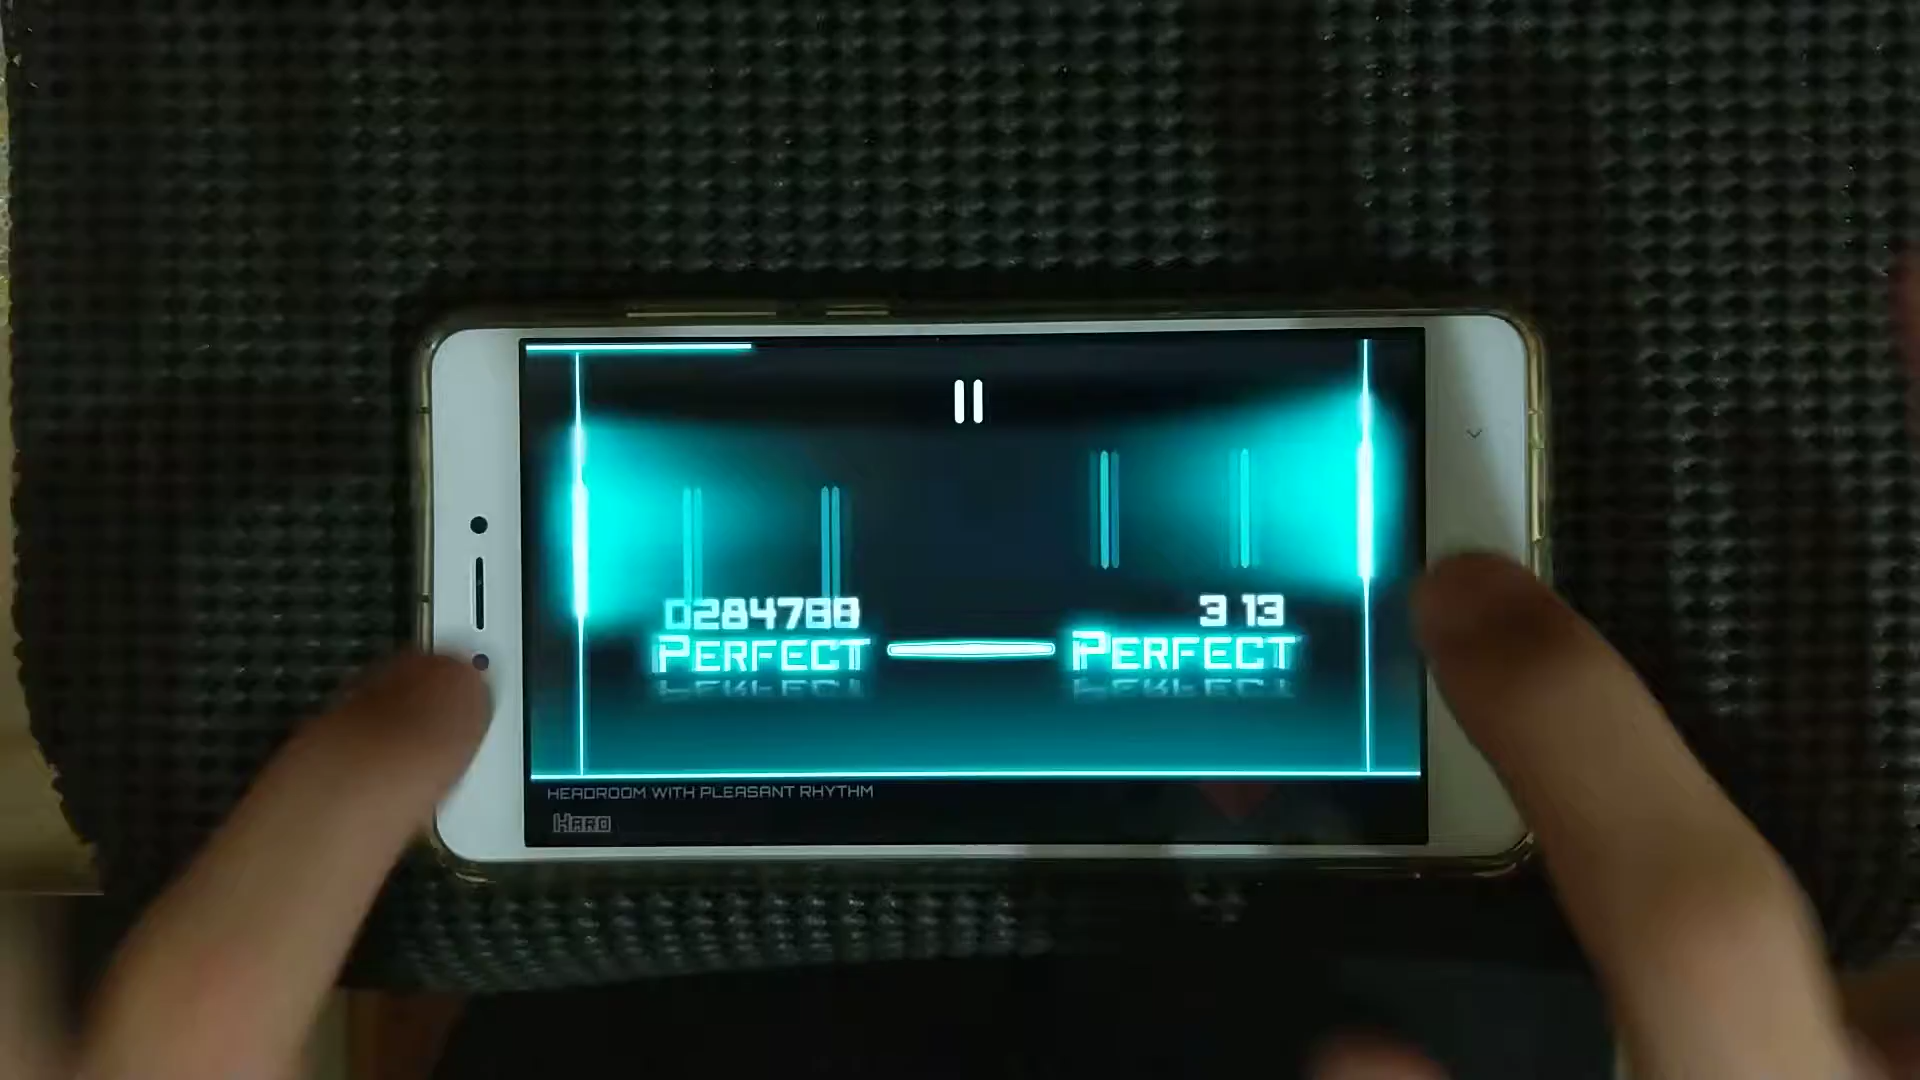 0284788
3 13
PERFECT
PERFECT
HEADROOM WITH PLEASANT RHYTHM
HARD